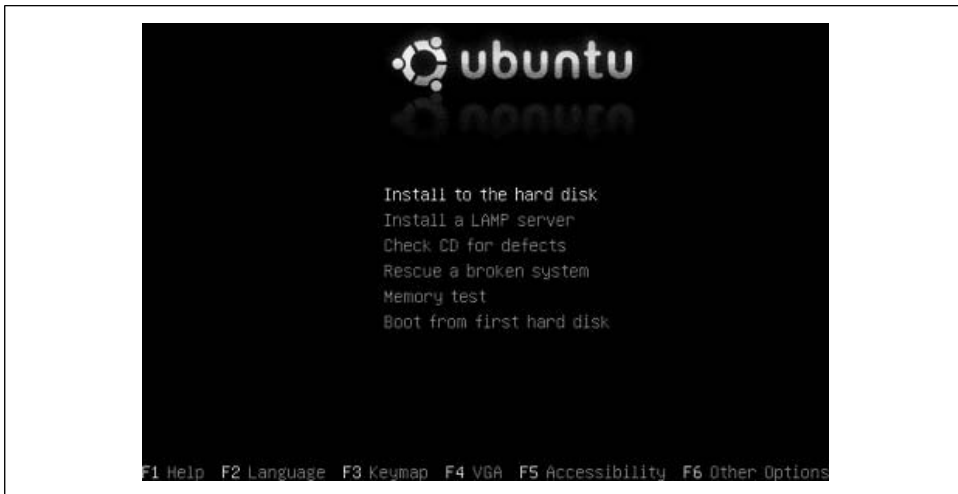 ubuntu
Install to the hard disk
Install a LAMP server
Check CD for defects
Rescue a broken system
Memory test
Boot from first hard disk
F1 Help F2 Language F3 Keymap F4 VGA F5 Accessibility F6 Other Options